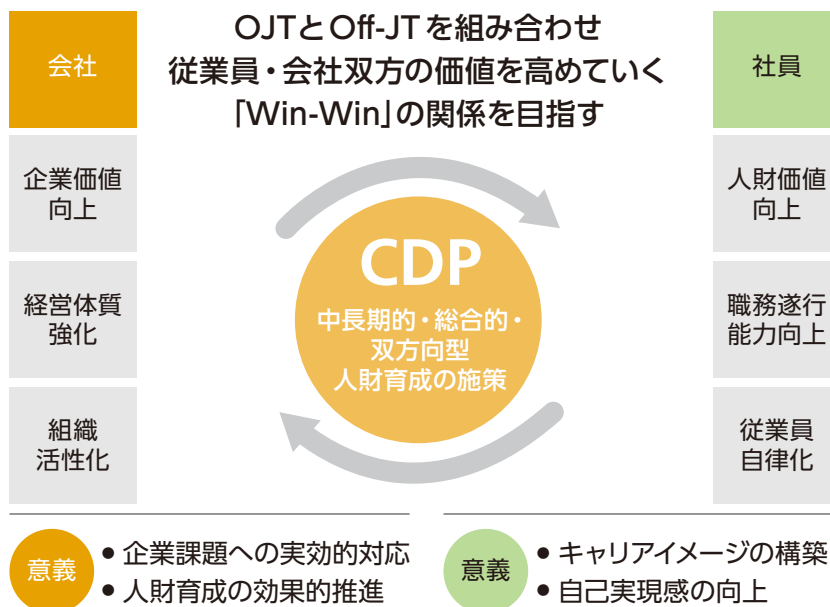 OJTとOff-JTを組み合わせ
従業員・会社双方の価値を高めていく
「Win-Win」の関係を目指す
会社
企業価値
向上
経営体質
強化
組織
活性化
CDP
中長期的・総合的・
双方向型
人財育成の施策
社員
人財価値
向上
職務遂行
能力向上
従業員
自律化
意義
• 企業課題への実効的対応
• 人財育成の効果的推進
意義
• キャリアイメージの構築
• 自己実現感の向上